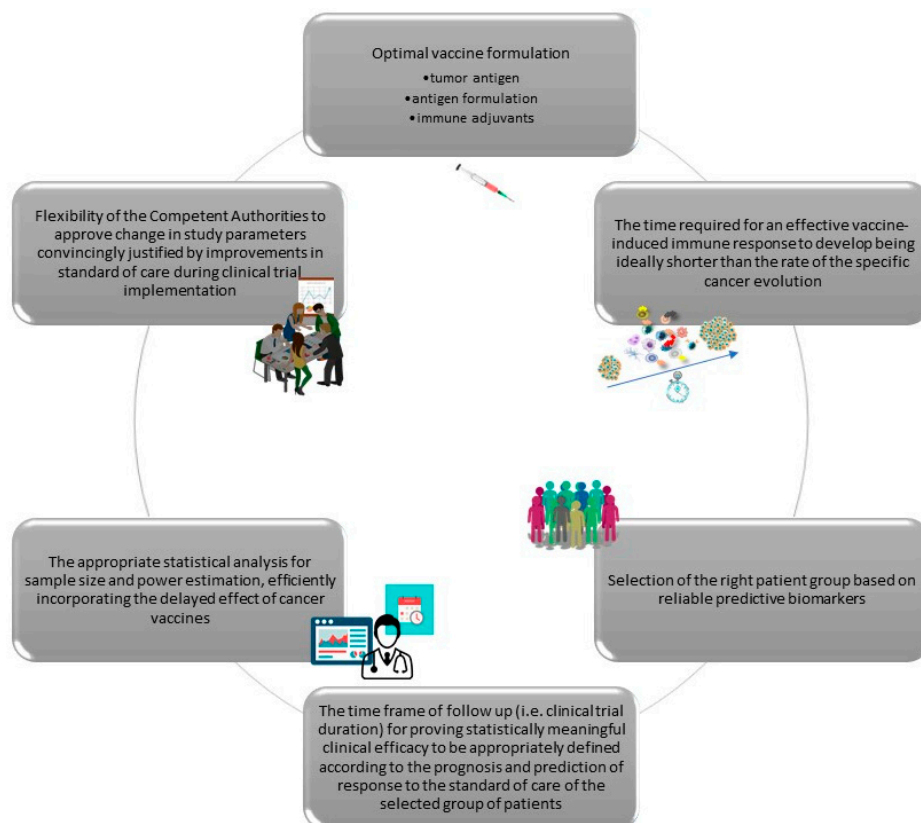 Optimal vaccine formulation
•tumor antigen
•antigen formulation
•immune adjuvants
The time required for an effective vaccine-
induced immune response to develop being
ideally shorter than the rate of the specific
cancer evolution
Selection of the right patient group based on
reliable predictive biomarkers
The time frame of follow up (i.e. clinical trial
duration) for proving statistically meaningful
clinical efficacy to be appropriately defined
according to the prognosis and prediction of
response to the standard of care of the
selected group of patients
The appropriate statistical analysis for
sample size and power estimation, efficiently
incorporating the delayed effect of cancer
vaccines
Flexibility of the Competent Authorities to
approve change in study parameters
convincingly justified by improvements in
standard of care during clinical trial
implementation